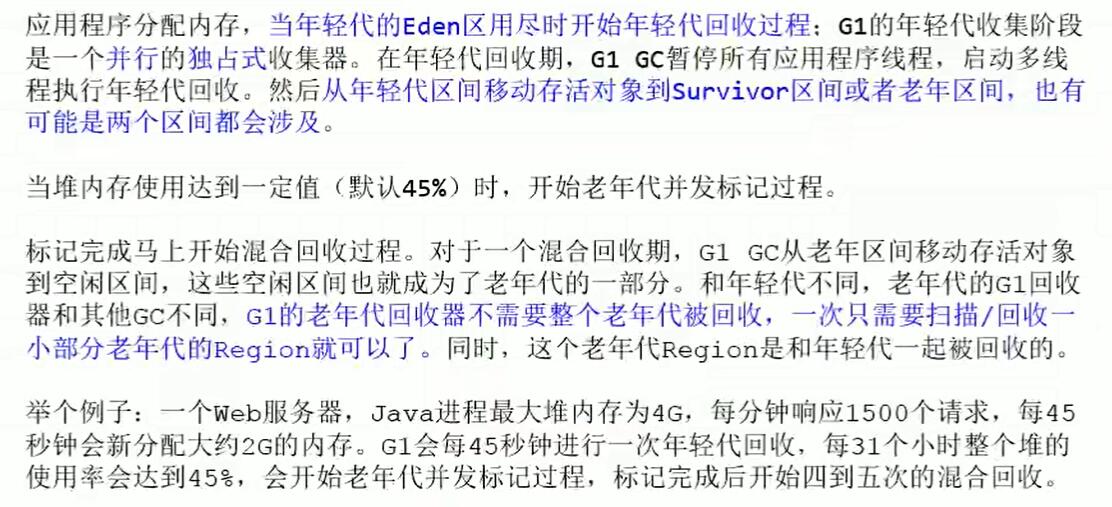 应用程序分配内存，当年轻代的Eden区用尽时开始年轻代回收过程；G1的年轻代收集阶段
是一个并行的独占式收集器。在年轻代回收期，G1 GC暂停所有应用程序线程，启动多线
程执行年轻代回收。然后从年轻代区间移动存活对象到Survivor区间或者老年区间，也有
可能是两个区间都会涉及。
当堆内存使用达到一定值（默认45%）时，开始老年代并发标记过程。
标记完成马上开始混合回收过程。对于一个混合回收期，G1 GC从老年区间移动存活对象
到空闲区间，这些空闲区间也就成为了老年代的一部分。和年轻代不同，老年代的G1回收
器和其他GC不同，G1的老年代回收器不需要整个老年代被回收，一次只需要扫描/回收一
小部分老年代的Region就可以了。同时，这个老年代Region是和年轻代一起被回收的。
举个例子：一个Web服务器，Java进程最大堆内存为4G，每分钟响应1500个请求，每45
秒钟会新分配大约2G的内存。G1会每45秒钟进行一次年轻代回收，每31个小时整个堆的
使用率会达到45%，会开始老年代并发标记过程，标记完成后开始四到五次的混合回收。